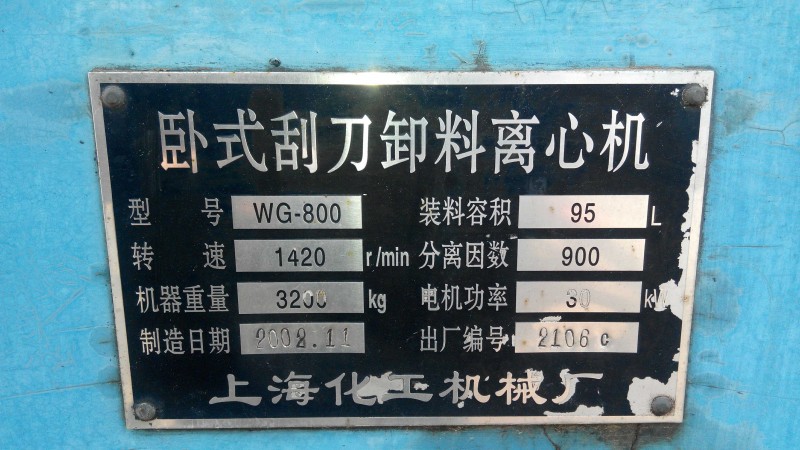 卧式刮刀卸料离心机
型号 WG-800 装料容积 95 L
转速 1420 r/min 分离因数 900
机器重量 3200 kg 电机功率 30 kW
制造日期 2008.11 出厂编号 2106 c
上海化工机械厂